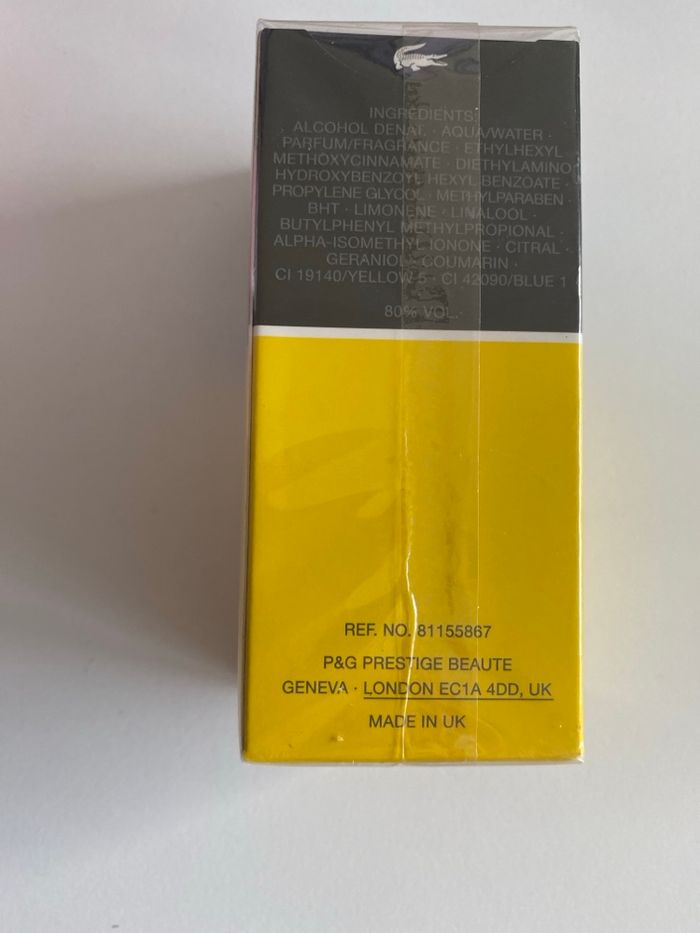 INGREDIENTS:
ALCOHOL DENAT. · AQUA/WATER ·
PARFUM/FRAGRANCE · ETHYLHEXYL
METHOXYCINNAMATE · DIETHYLAMINO
HYDROXYBENZOYL HEXYL BENZOATE ·
PROPYLENE GLYCOL · METHYLPARABEN ·
BHT · LIMONENE · LINALOOL ·
BUTYLPHENYL METHYLPROPIONAL ·
ALPHA-ISOMETHYL IONONE · CITRAL ·
GERANIOL · COUMARIN ·
CI 19140/YELLOW 5 · CI 42090/BLUE 1
80% VOL.
REF. NO. 81155867
P&G PRESTIGE BEAUTE
GENEVA · LONDON EC1A 4DD, UK
MADE IN UK